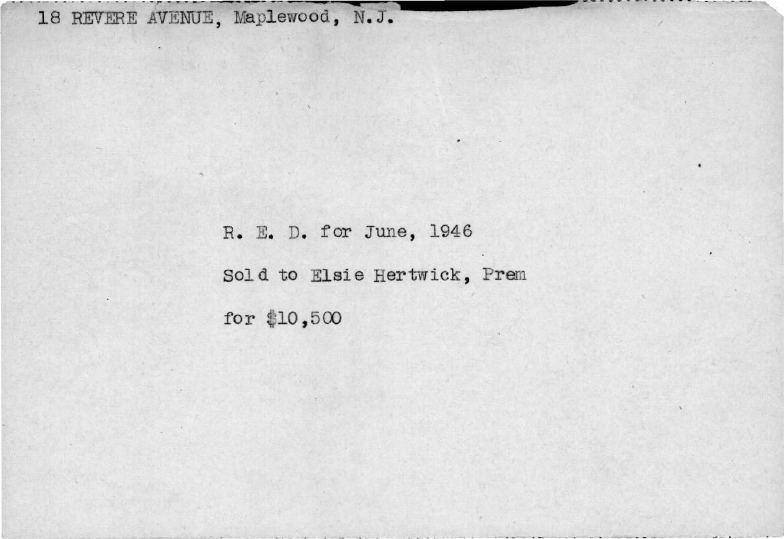 18 REVERE AVENUE, Maplewood, N.J.
R. E. D. for June, 1946
Sold to Elsie Hertwick, Prem
for $10,500